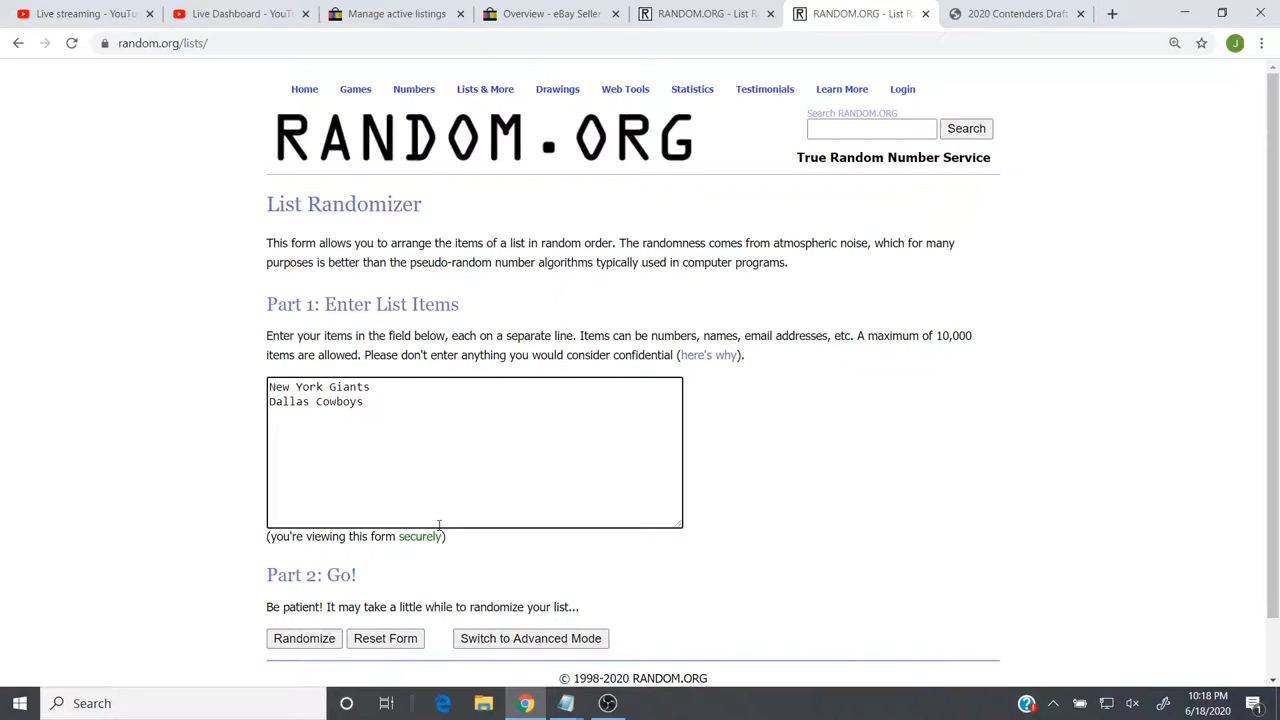 Live streaming - YouTu
Live Dashboard - YouT
Manage active listings
Overview - eBay Seller
RANDOM.ORG - List R
RANDOM.ORG - List R
2020 Contenders Draft
random.org/lists/
J
Home Games Numbers Lists & More Drawings Web Tools Statistics Testimonials Learn More Login
RANDOM.ORG
Search RANDOM.ORG
Search
True Random Number Service
List Randomizer
This form allows you to arrange the items of a list in random order. The randomness comes from atmospheric noise, which for many
purposes is better than the pseudo-random number algorithms typically used in computer programs.
Part 1: Enter List Items
Enter your items in the field below, each on a separate line. Items can be numbers, names, email addresses, etc. A maximum of 10,000
items are allowed. Please don't enter anything you would consider confidential (here's why).
New York Giants
Dallas Cowboys
(you're viewing this form securely)
Part 2: Go!
Be patient! It may take a little while to randomize your list...
Randomize Reset Form Switch to Advanced Mode
© 1998-2020 RANDOM.ORG
Search
10:18 PM
6/18/2020